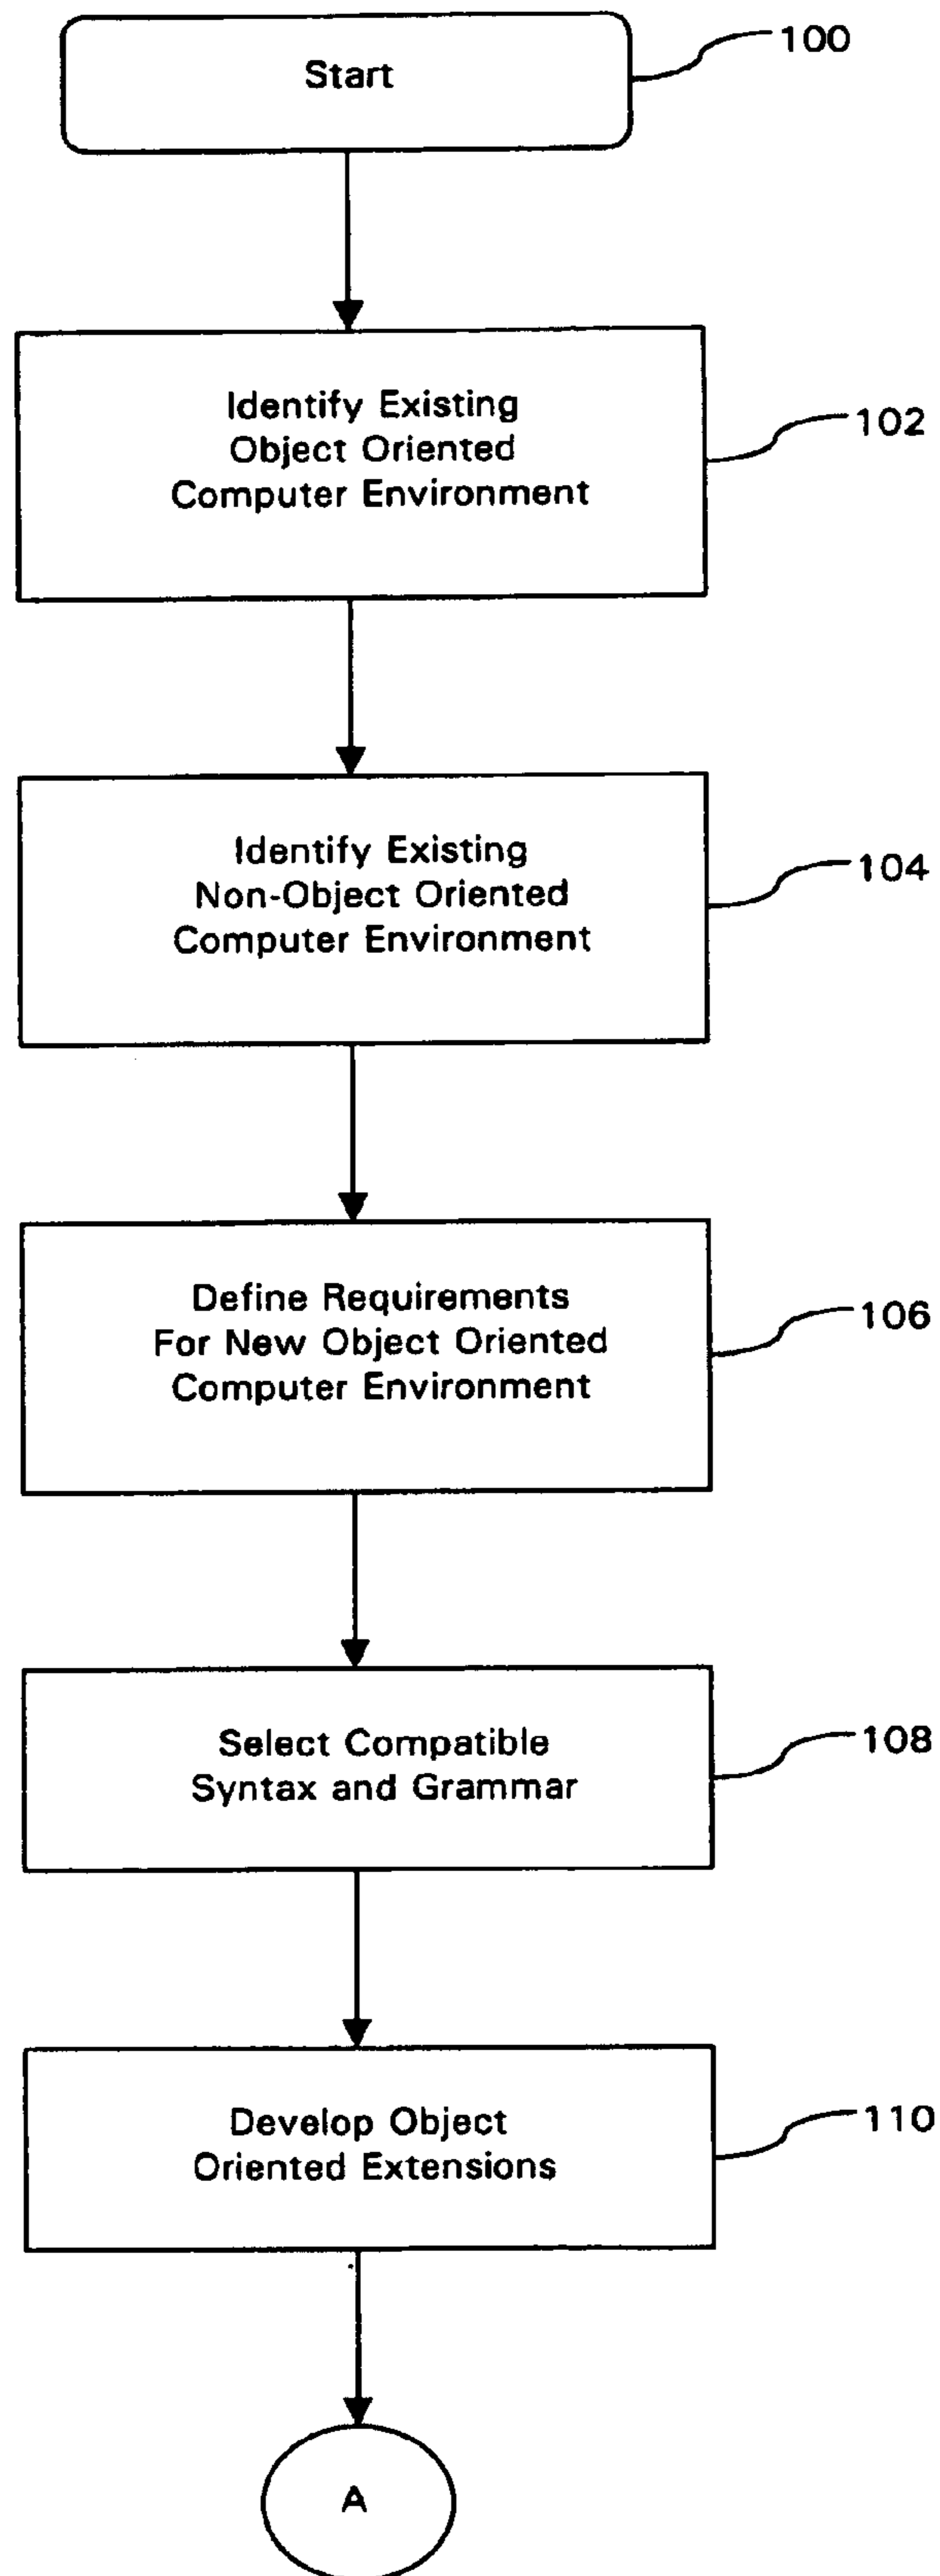 Start
100
Identify Existing
Object Oriented
Computer Environment
102
Identify Existing
Non-Object Oriented
Computer Environment
104
Define Requirements
For New Object Oriented
Computer Environment
106
Select Compatible
Syntax and Grammar
108
Develop Object
Oriented Extensions
110
A